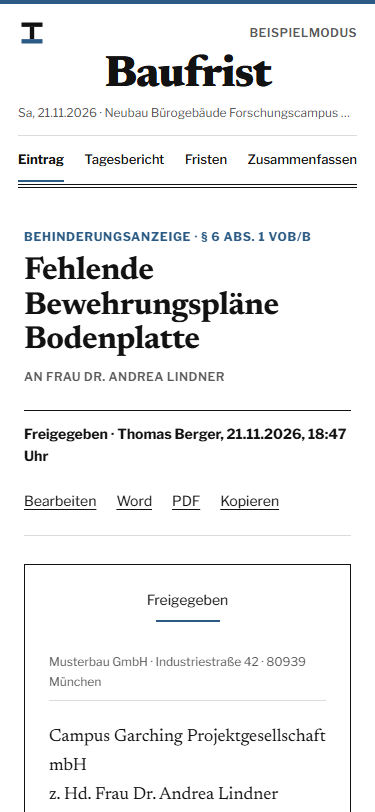 BEISPIELMODUS
Baufrist
Sa, 21.11.2026 · Neubau Bürogebäude Forschungscampus ...
Eintrag Tagesbericht Fristen Zusammenfassen
BEHINDERUNGSANZEIGE · § 6 ABS. 1 VOB/B
Fehlende
Bewehrungspläne
Bodenplatte
AN FRAU DR. ANDREA LINDNER
Freigegeben · Thomas Berger, 21.11.2026, 18:47
Uhr
Bearbeiten Word PDF Kopieren
Freigegeben
Musterbau GmbH · Industriestraße 42 · 80939
München
Campus Garching Projektgesellschaft
mbH
z. Hd. Frau Dr. Andrea Lindner